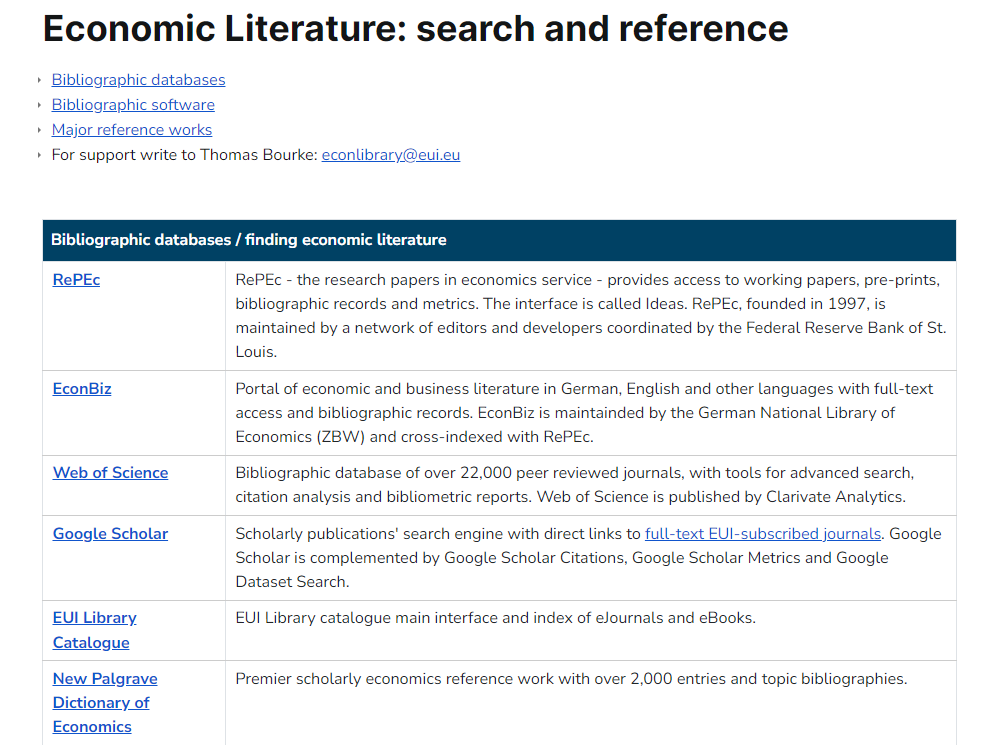 Economic Literature: search and reference
Bibliographic databases
Bibliographic software
Major reference works
For support write to Thomas Bourke: econlibrary@eui.eu
Bibliographic databases / finding economic literature
RePEc
RePEc - the research papers in economics service - provides access to working papers, pre-prints,
bibliographic records and metrics. The interface is called Ideas. RePEc, founded in 1997, is
maintained by a network of editors and developers coordinated by the Federal Reserve Bank of St.
Louis.
EconBiz
Portal of economic and business literature in German, English and other languages with full-text
access and bibliographic records. EconBiz is maintainded by the German National Library of
Economics (ZBW) and cross-indexed with RePEc.
Web of Science
Bibliographic database of over 22,000 peer reviewed journals, with tools for advanced search,
citation analysis and bibliometric reports. Web of Science is published by Clarivate Analytics.
Google Scholar
Scholarly publications' search engine with direct links to full-text EUI-subscribed journals. Google
Scholar is complemented by Google Scholar Citations, Google Scholar Metrics and Google
Dataset Search.
EUI Library
Catalogue
EUI Library catalogue main interface and index of eJournals and eBooks.
New Palgrave
Dictionary of
Economics
Premier scholarly economics reference work with over 2,000 entries and topic bibliographies.